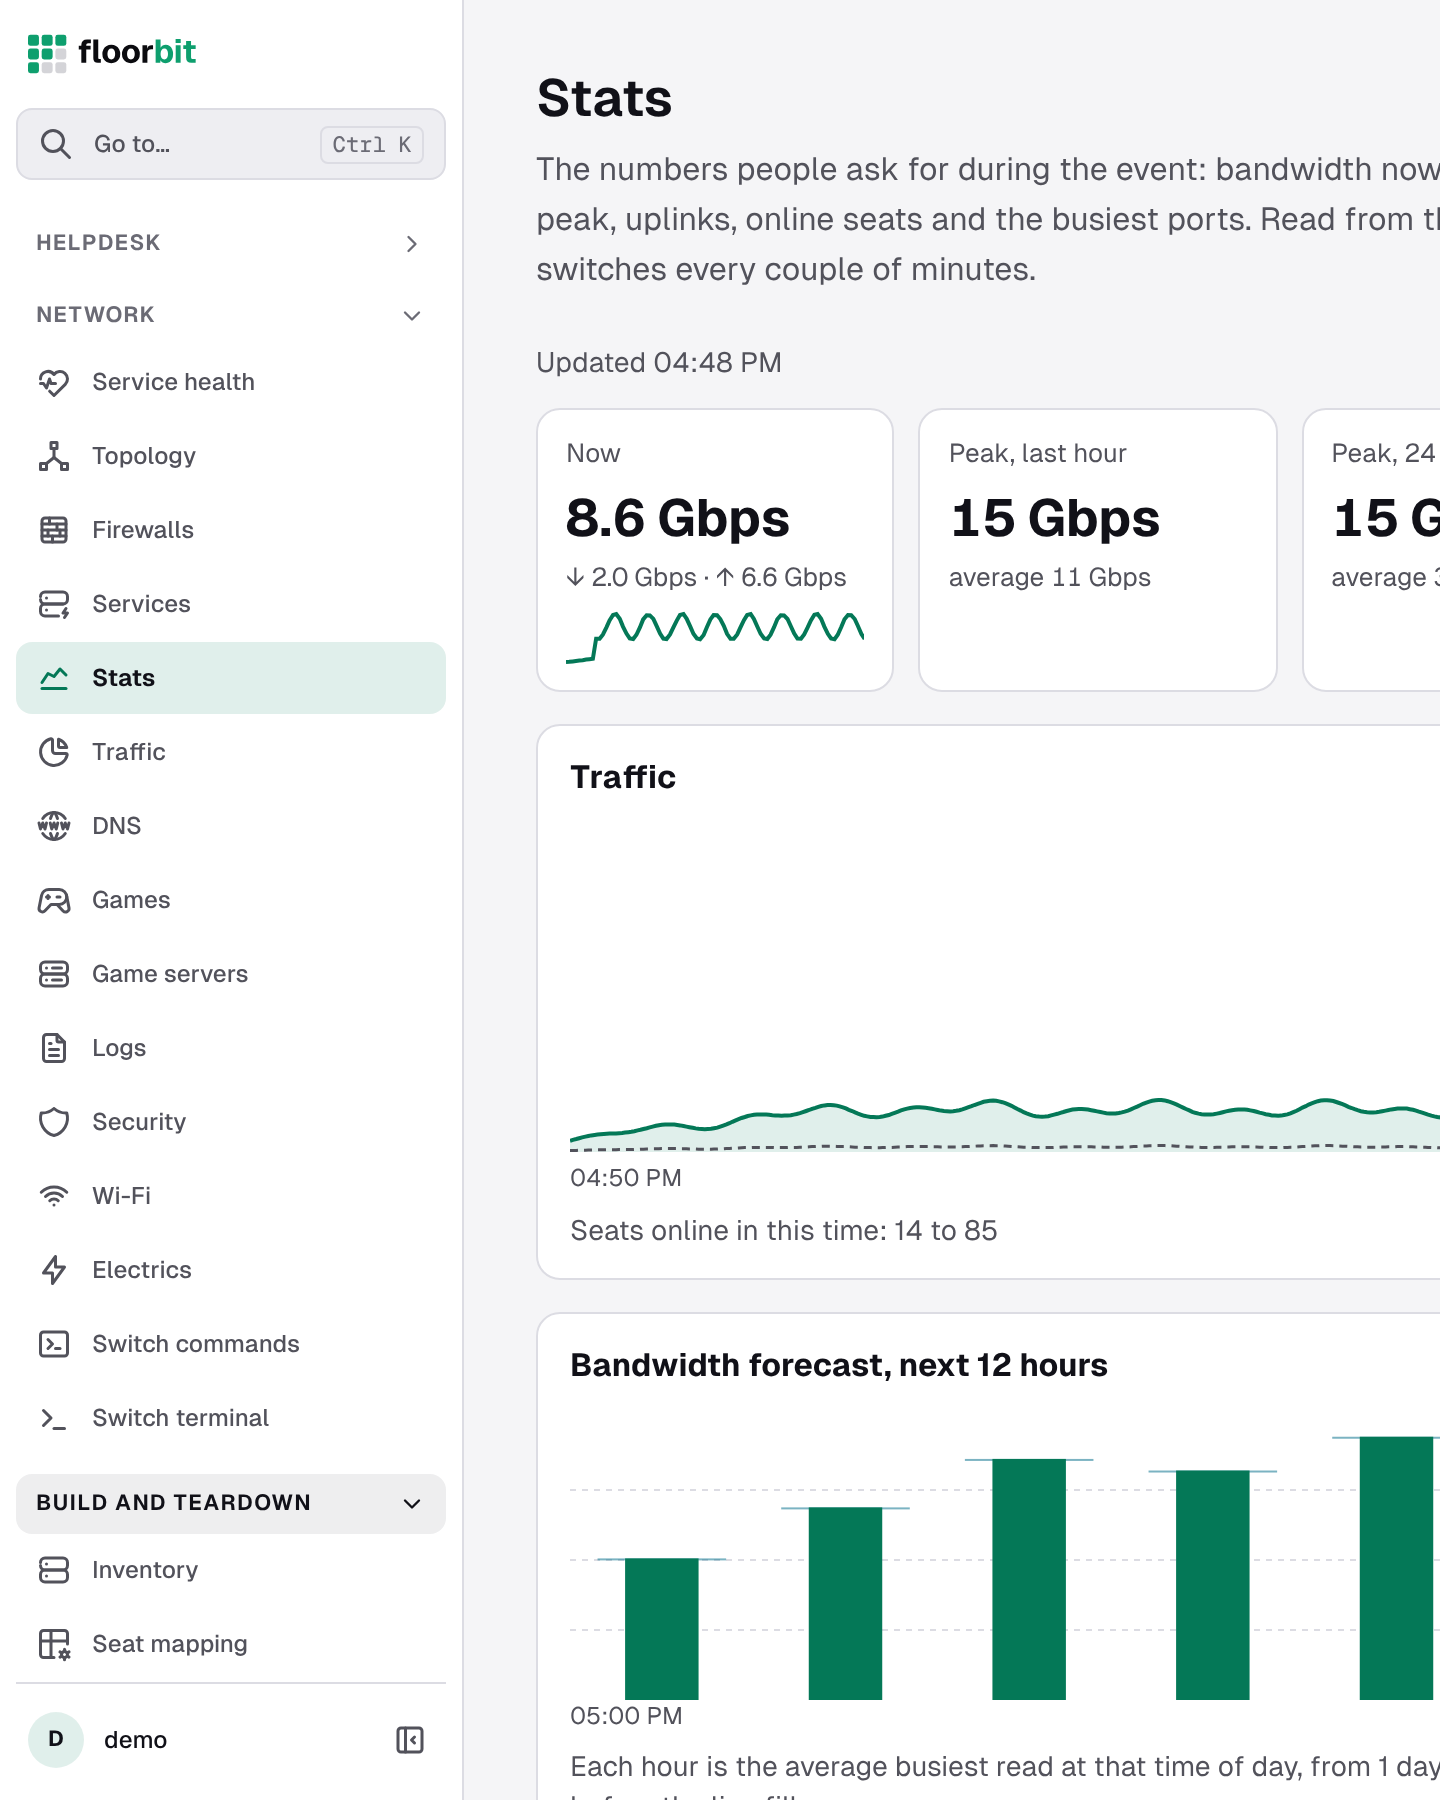 floorbit
Go to...
Ctrl K
HELPDESK
NETWORK
Service health
Topology
Firewalls
Services
Stats
Traffic
DNS
Games
Game servers
Logs
Security
Wi-Fi
Electrics
Switch commands
Switch terminal
BUILD AND TEARDOWN
Inventory
Seat mapping
D
demo
Stats
The numbers people ask for during the event: bandwidth now
peak, uplinks, online seats and the busiest ports. Read from
switches every couple of minutes.
Updated 04:48 PM
Now
8.6 Gbps
↓ 2.0 Gbps · ↑ 6.6 Gbps
Peak, last hour
15 Gbps
average 11 Gbps
Peak, 24
15
average
Traffic
04:50 PM
Seats online in this time: 14 to 85
Bandwidth forecast, next 12 hours
05:00 PM
Each hour is the average busiest read at that time of day, from 1 day